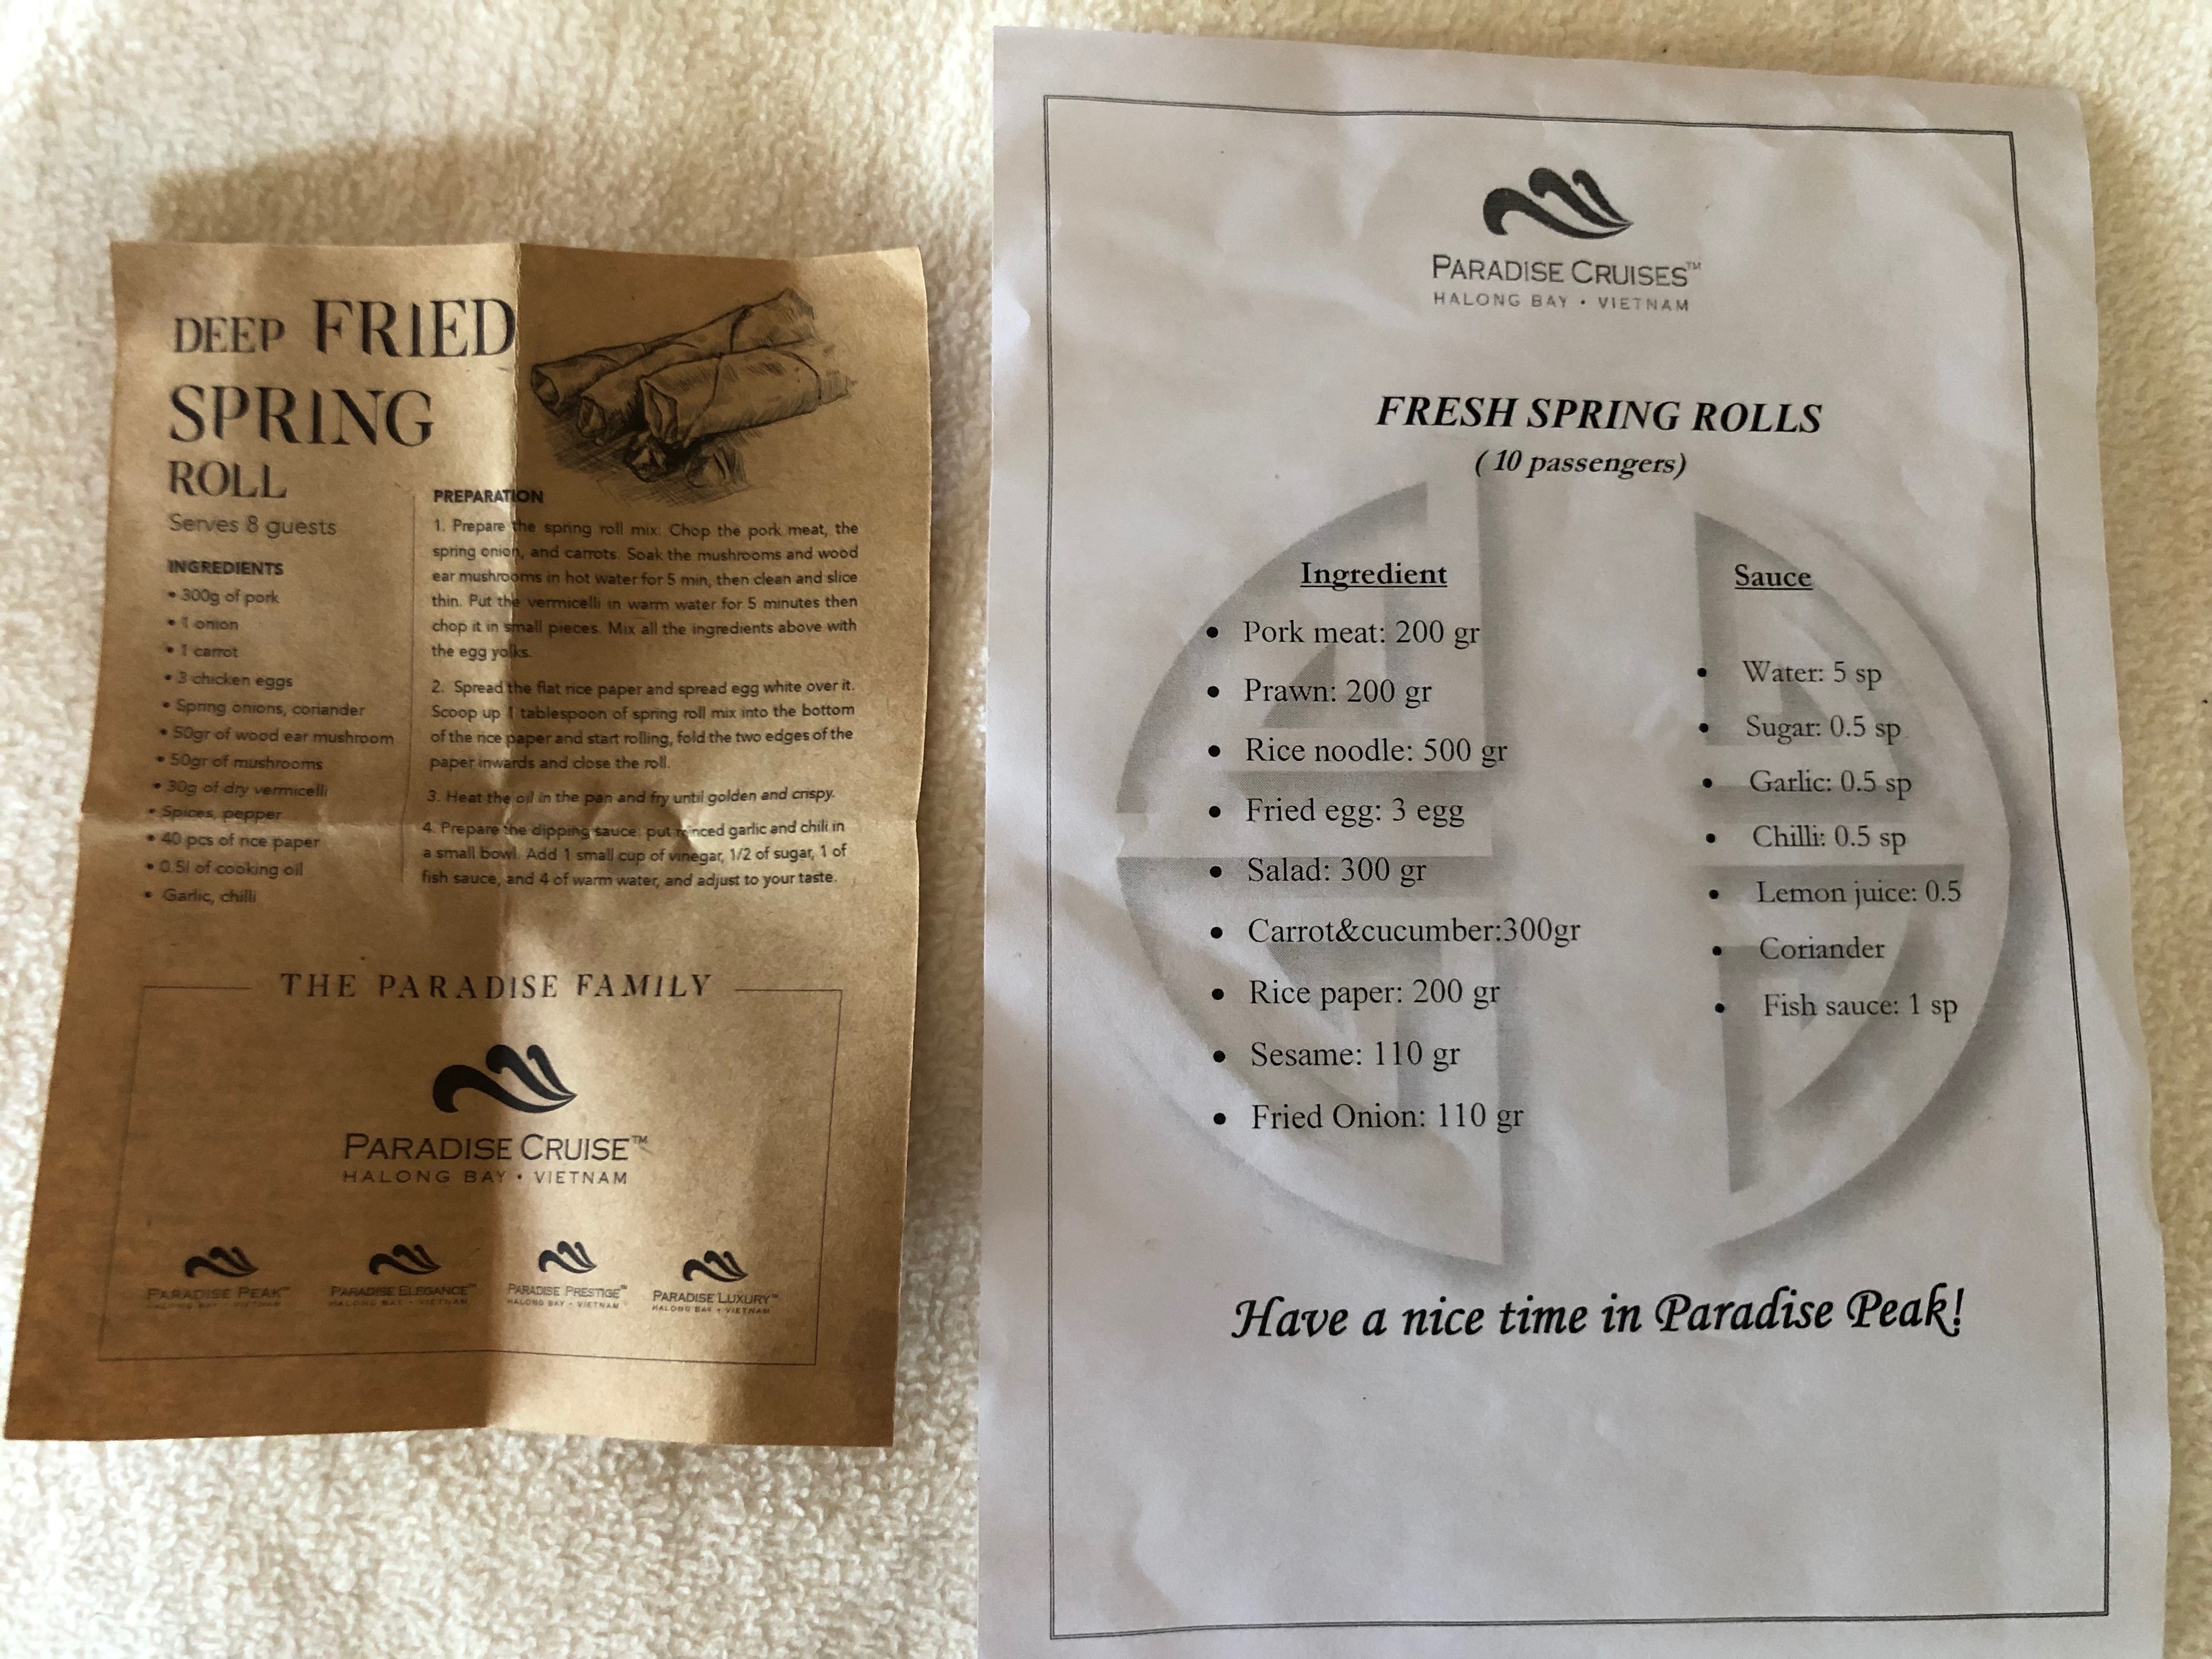 DEEP FRIED
SPRING
ROLL
Serves 8 guests
INGREDIENTS
• 300g of pork
• 1 onion
• 1 carrot
• 3 chicken eggs
• Spring onions, coriander
• 50gr of wood ear mushroom
• 50gr of mushrooms
• 30g of dry vermicelli
• Spices, pepper
• 40 pcs of rice paper
• 0.5l of cooking oil
• Garlic, chilli
PREPARATION
1. Prepare the spring roll mix: Chop the pork meat, the
spring onion, and carrots. Soak the mushrooms and wood
ear mushrooms in hot water for 5 min, then clean and slice
thin. Put the vermicelli in warm water for 5 minutes then
chop it in small pieces. Mix all the ingredients above with
the egg yolks.
2. Spread the flat rice paper and spread egg white over it.
Scoop up 1 tablespoon of spring roll mix into the bottom
of the rice paper and start rolling, fold the two edges of the
paper inwards and close the roll.
3. Heat the oil in the pan and fry until golden and crispy.
4. Prepare the dipping sauce: put minced garlic and chili in
a small bowl. Add 1 small cup of vinegar, 1/2 of sugar, 1 of
fish sauce, and 4 of warm water, and adjust to your taste.
THE PARADISE FAMILY
PARADISE CRUISE™
HALONG BAY • VIETNAM
PARADISE PEAK™
HALONG BAY • VIETNAM
PARADISE ELEGANCE™
HALONG BAY • VIETNAM
PARADISE PRESTIGE™
HALONG BAY • VIETNAM
PARADISE LUXURY™
HALONG BAY • VIETNAM
PARADISE CRUISES™
HALONG BAY • VIETNAM
FRESH SPRING ROLLS
( 10 passengers)
Ingredient
• Pork meat: 200 gr
• Prawn: 200 gr
• Rice noodle: 500 gr
• Fried egg: 3 egg
• Salad: 300 gr
• Carrot&cucumber:300gr
• Rice paper: 200 gr
• Sesame: 110 gr
• Fried Onion: 110 gr
Sauce
• Water: 5 sp
• Sugar: 0.5 sp
• Garlic: 0.5 sp
• Chilli: 0.5 sp
• Lemon juice: 0.5
• Coriander
• Fish sauce: 1 sp
Have a nice time in Paradise Peak!